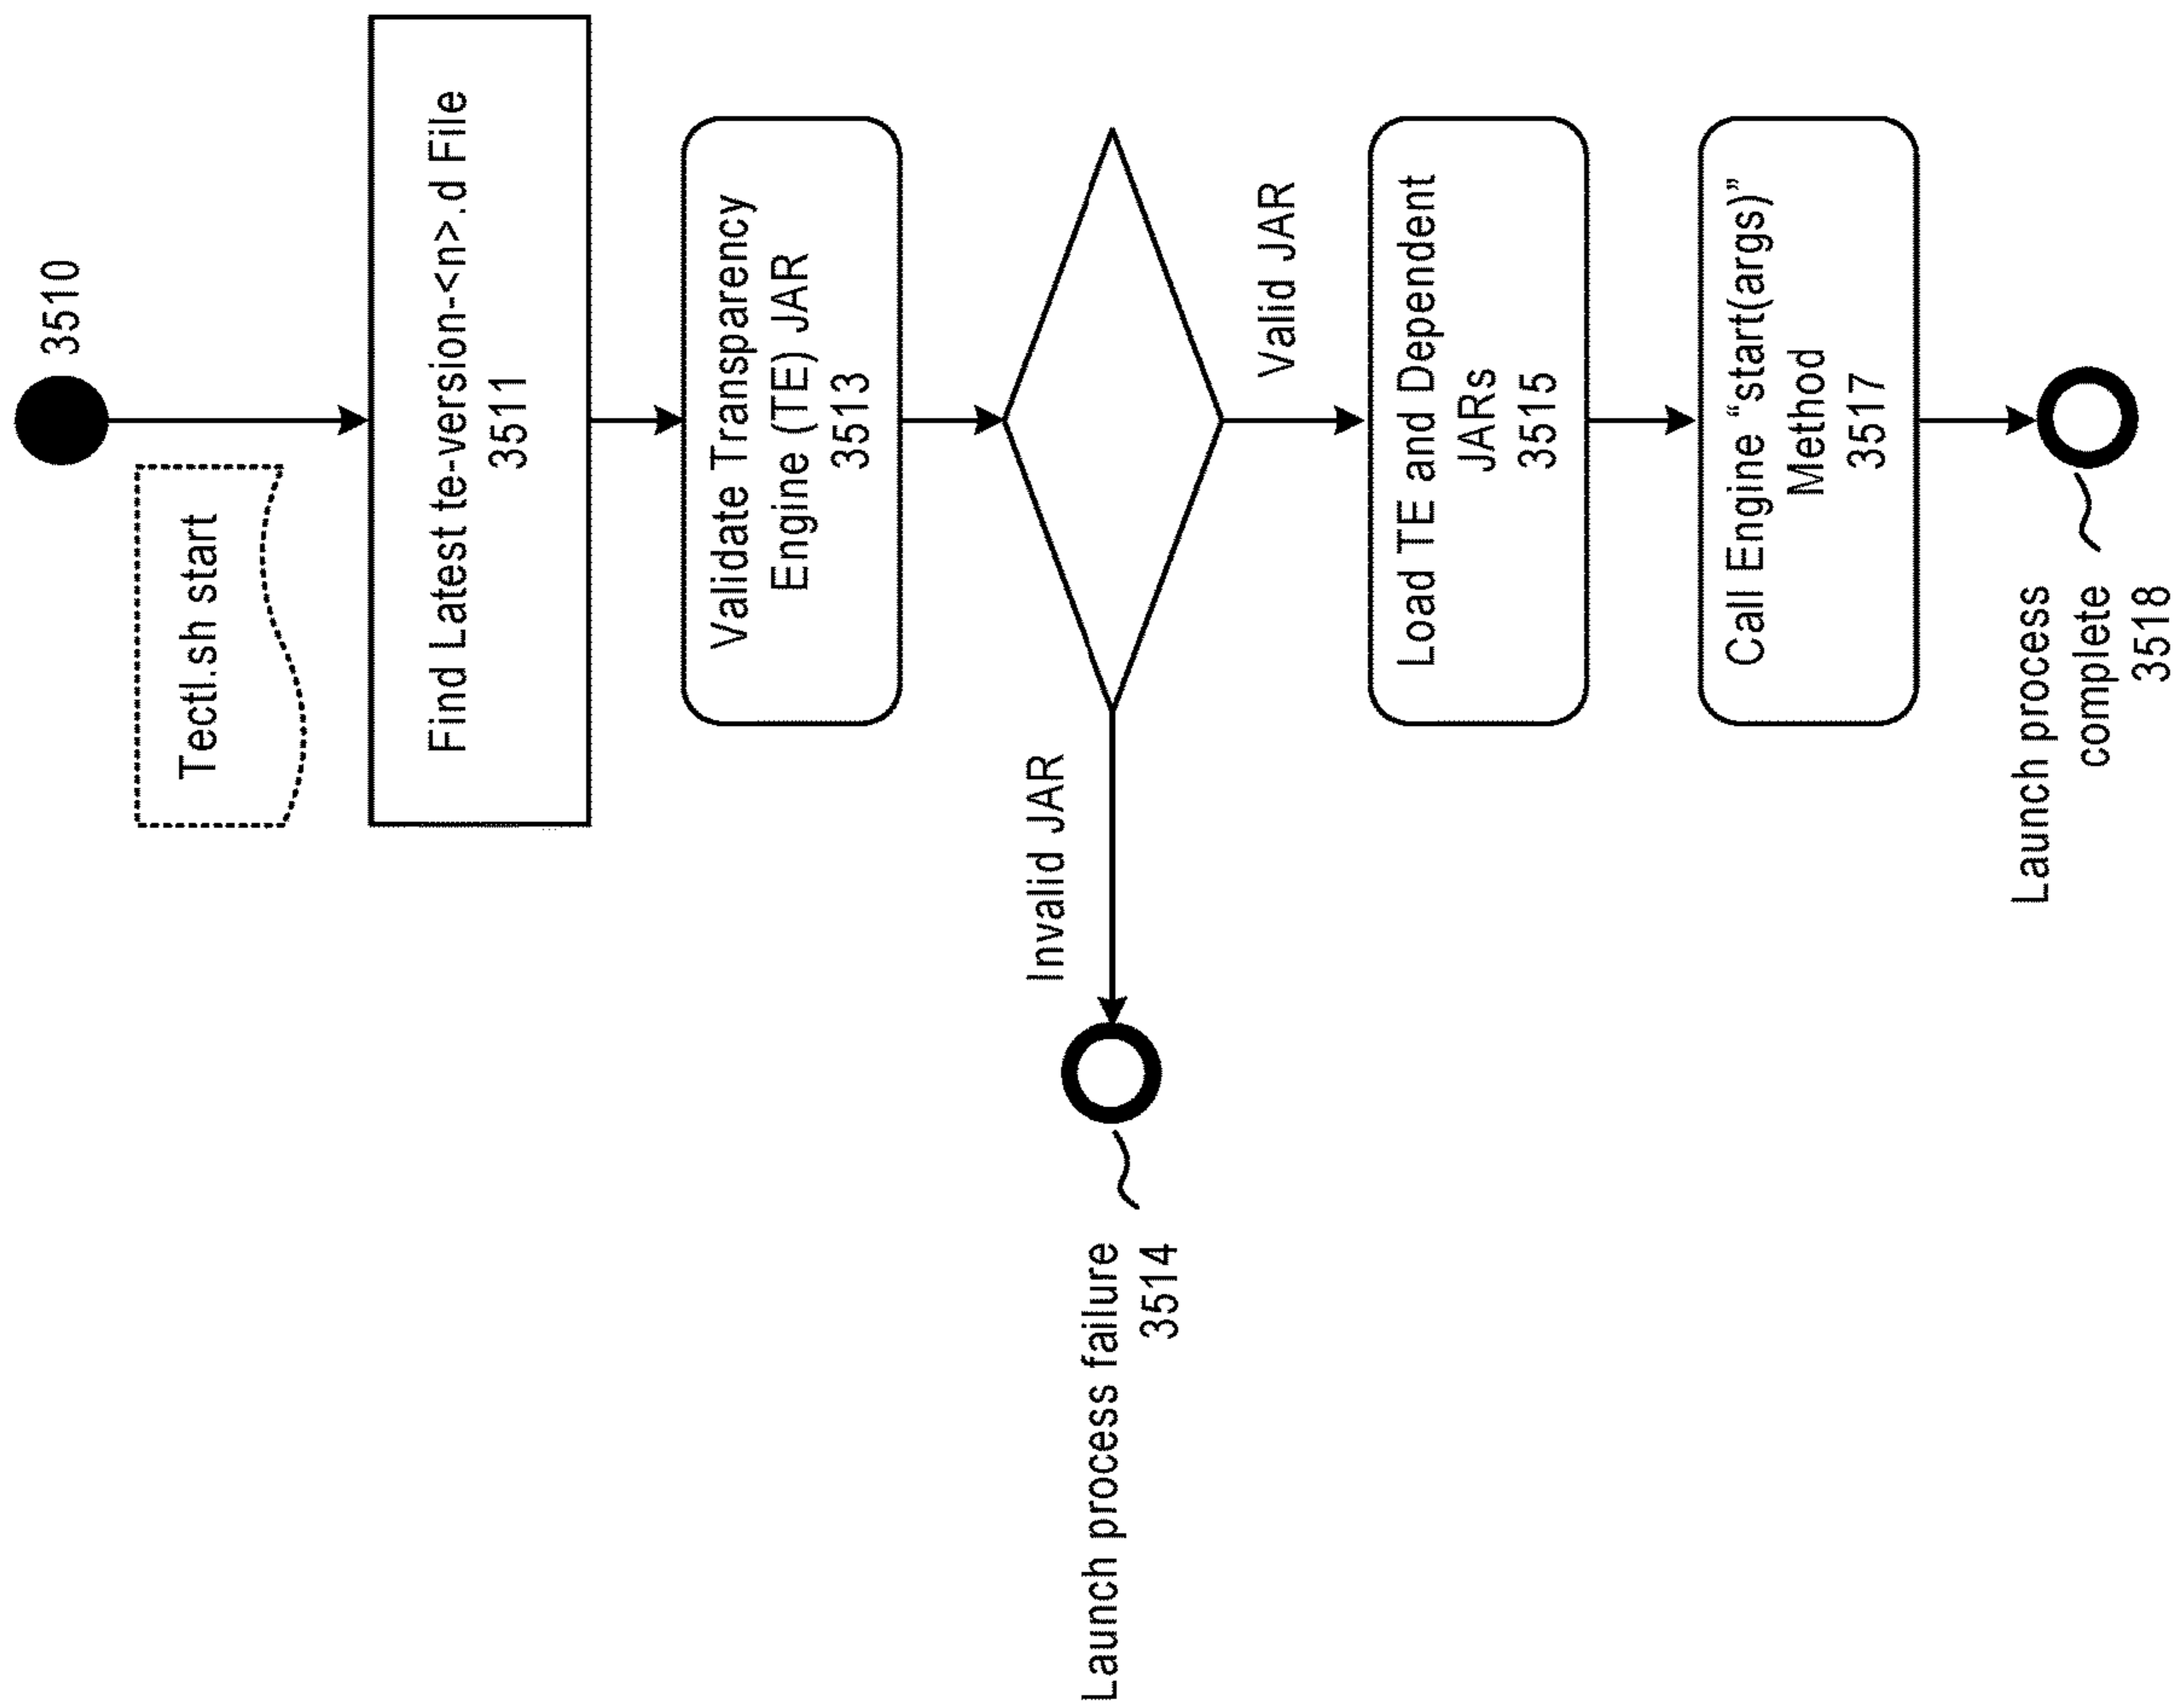 3510
Tectl.sh start
Find Latest te-version-<n>.d File
3511
Validate Transparency
Engine (TE) JAR
3513
Invalid JAR
Launch process failure
3514
Valid JAR
Load TE and Dependent
JARs
3515
Call Engine “start(args)”
Method
3517
Launch process
complete
3518